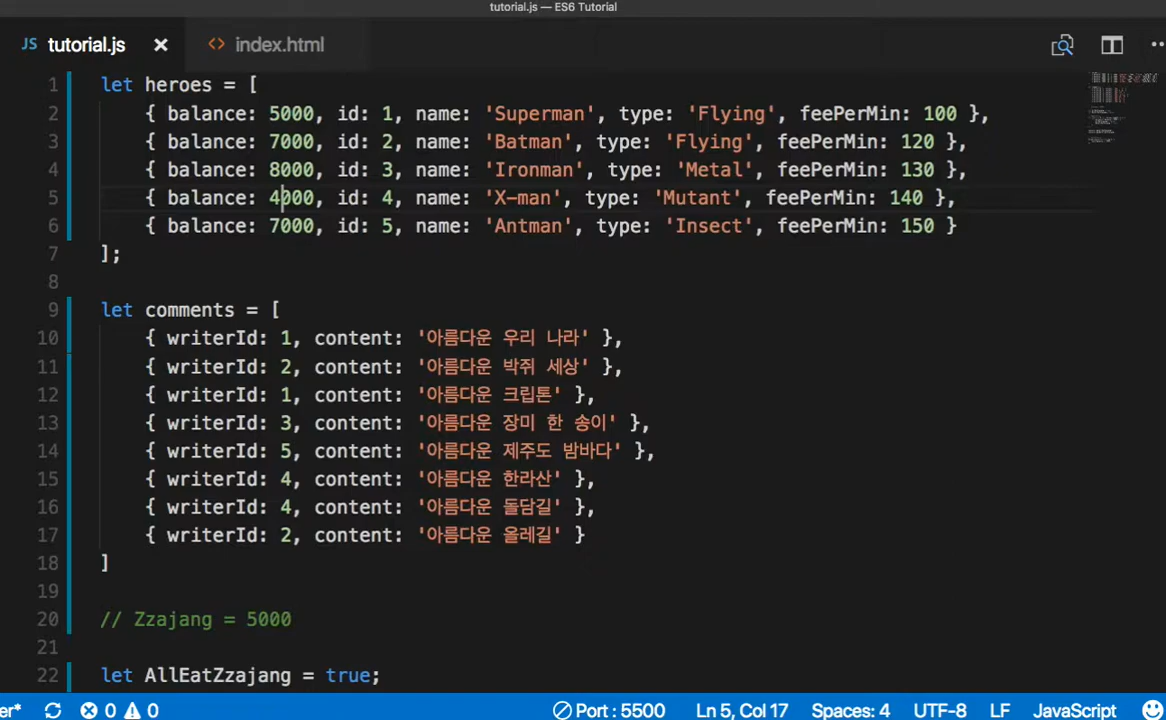 tutorial.js — ES6 Tutorial
JS tutorial.js × <> index.html
1 let heroes = [
2 { balance: 5000, id: 1, name: 'Superman', type: 'Flying', feePerMin: 100 },
3 { balance: 7000, id: 2, name: 'Batman', type: 'Flying', feePerMin: 120 },
4 { balance: 8000, id: 3, name: 'Ironman', type: 'Metal', feePerMin: 130 },
5 { balance: 4000, id: 4, name: 'X-man', type: 'Mutant', feePerMin: 140 },
6 { balance: 7000, id: 5, name: 'Antman', type: 'Insect', feePerMin: 150 }
7 ];
8
9 let comments = [
10 { writerId: 1, content: '아름다운 우리 나라' },
11 { writerId: 2, content: '아름다운 박쥐 세상' },
12 { writerId: 1, content: '아름다운 크립톤' },
13 { writerId: 3, content: '아름다운 장미 한 송이' },
14 { writerId: 5, content: '아름다운 제주도 밤바다' },
15 { writerId: 4, content: '아름다운 한라산' },
16 { writerId: 4, content: '아름다운 돌담길' },
17 { writerId: 2, content: '아름다운 올레길' }
18 ]
19
20 // Zzajang = 5000
21
22 let AllEatZzajang = true;
er* 0 0 Port : 5500 Ln 5, Col 17 Spaces: 4 UTF-8 LF JavaScript